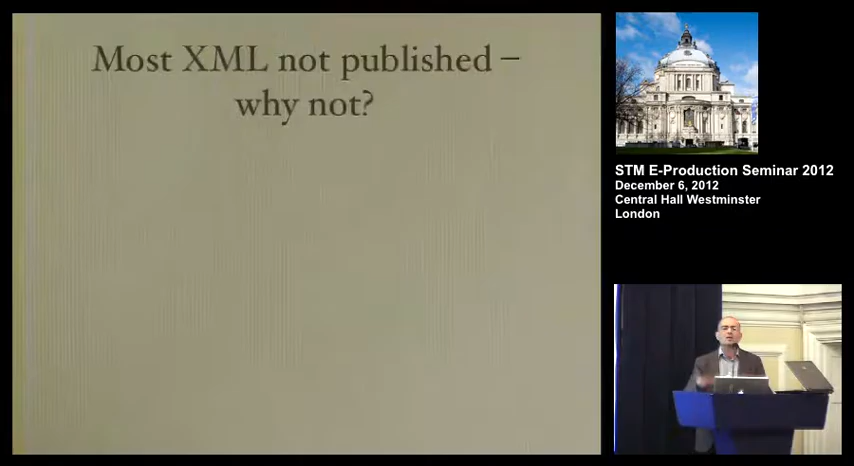 Most XML not published –
why not?
STM E-Production Seminar 2012
December 6, 2012
Central Hall Westminster
London